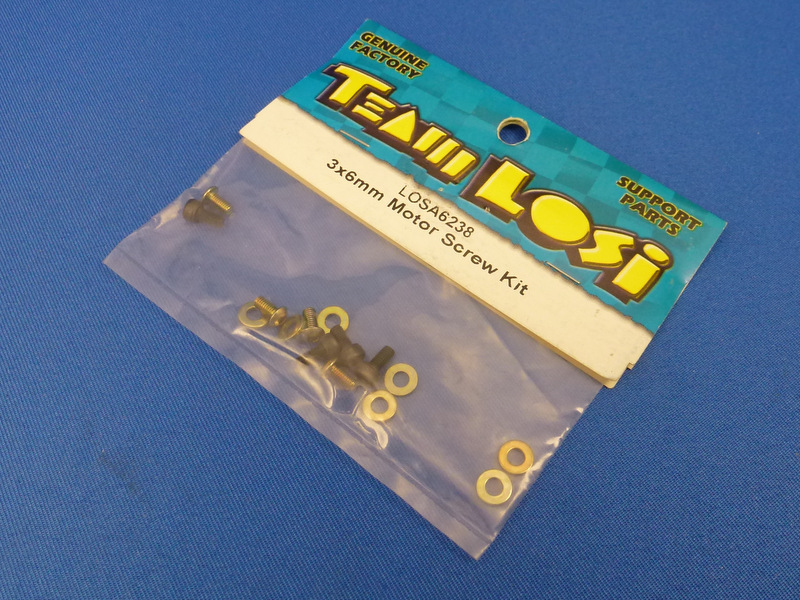 GENUINE
FACTORY
TEAM LOSI
SUPPORT
PARTS
LOSA6238
3x6mm Motor Screw Kit